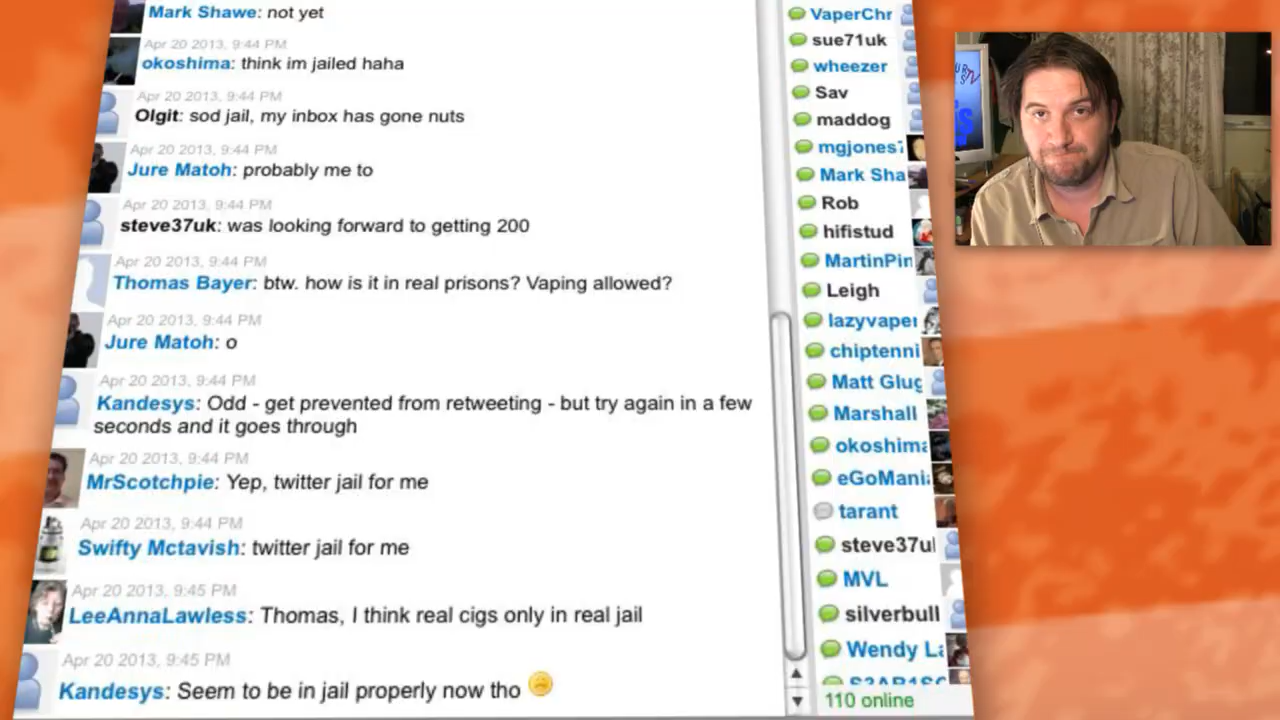 Mark Shawe: not yet
Apr 20 2013, 9:44 PM
okoshima: think im jailed haha
Apr 20 2013, 9:44 PM
Olgit: sod jail, my inbox has gone nuts
Apr 20 2013, 9:44 PM
Jure Matoh: probably me to
Apr 20 2013, 9:44 PM
steve37uk: was looking forward to getting 200
Apr 20 2013, 9:44 PM
Thomas Bayer: btw. how is it in real prisons? Vaping allowed?
Apr 20 2013, 9:44 PM
Jure Matoh: o
Apr 20 2013, 9:44 PM
Kandesys: Odd - get prevented from retweeting - but try again in a few
seconds and it goes through
Apr 20 2013, 9:44 PM
MrScotchpie: Yep, twitter jail for me
Apr 20 2013, 9:44 PM
Swifty Mctavish: twitter jail for me
Apr 20 2013, 9:45 PM
LeeAnnaLawless: Thomas, I think real cigs only in real jail
Apr 20 2013, 9:45 PM
Kandesys: Seem to be in jail properly now tho
VaperChr
sue71uk
wheezer
Sav
maddog
mgjones7
Mark Sha
Rob
hifistud
MartinPin
Leigh
lazyvaper
chiptenni
Matt Glug
Marshall
okoshima
eGoMania
tarant
steve37u
MVL
silverbull
Wendy La
110 online